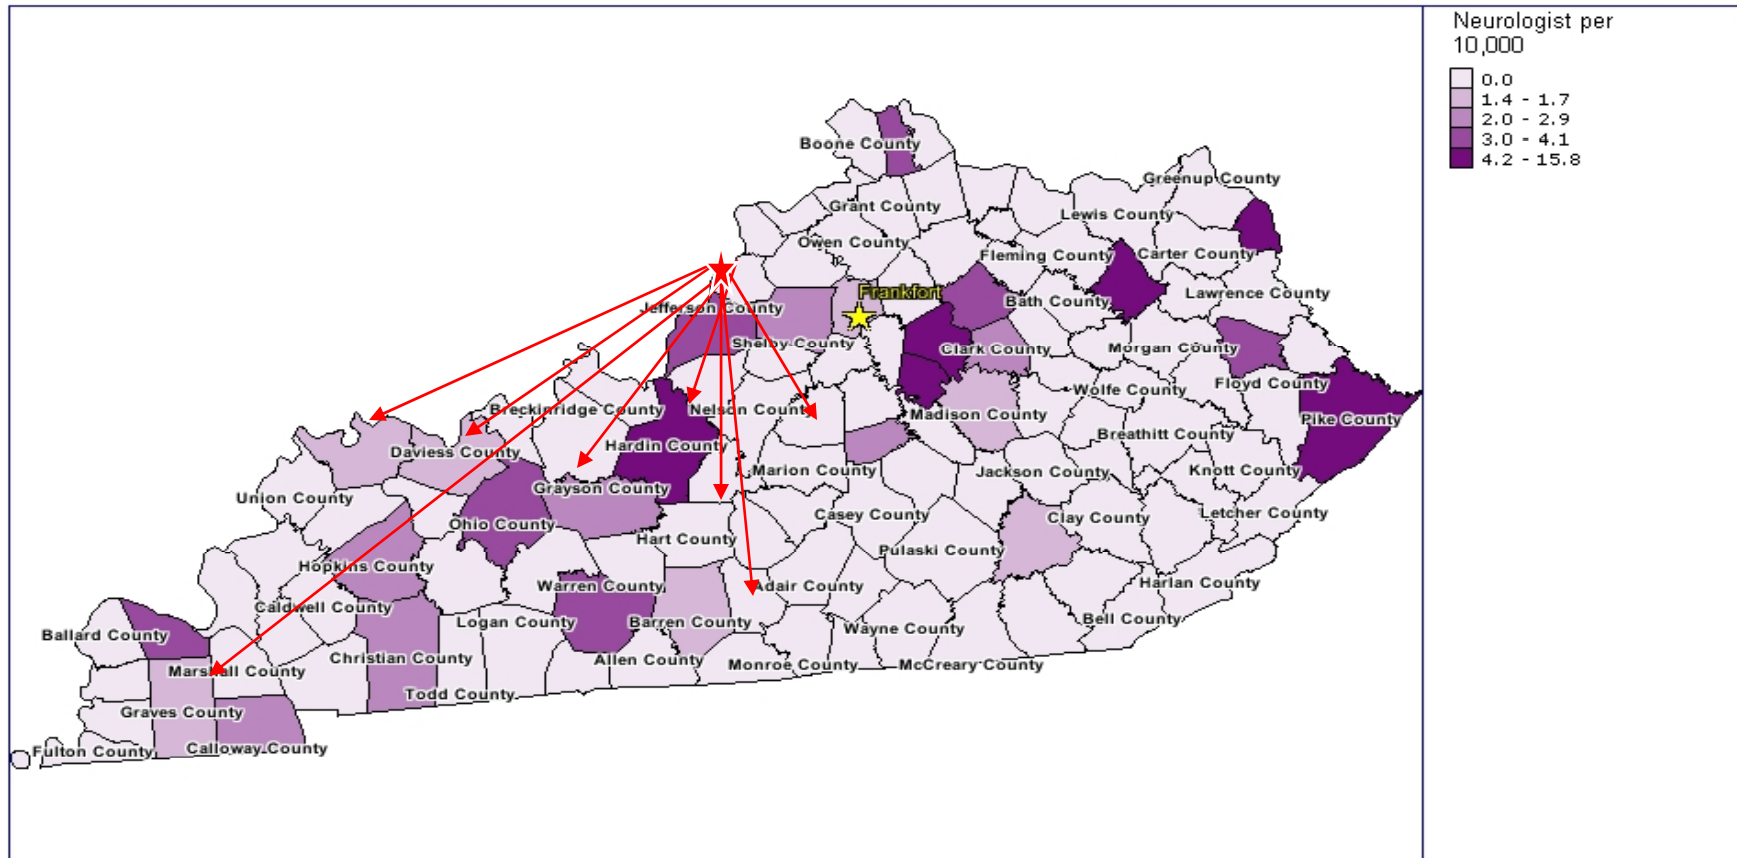 Neurologist per
10,000
0.0
1.4 - 1.7
2.0 - 2.9
3.0 - 4.1
4.2 - 15.8
Boone County
Greenup County
Grant County
Lewis County
Owen County
Fleming County
Carter County
Frankfort
Bath County
Lawrence County
Jefferson County
Shelby County
Clark County
Morgan County
Floyd County
Wolfe County
Breckinridge County
Nelson County
Madison County
Pike County
Breathitt County
Hardin County
Daviess County
Marion County
Jackson County
Knott County
Grayson County
Union County
Ohio County
Casey County
Clay County
Letcher County
Hart County
Pulaski County
Hopkins County
Warren County
Adair County
Harlan County
Caldwell County
Logan County
Barren County
Bell County
Ballard County
Wayne County
Christian County
Allen County
Monroe County
McCreary County
Marshall County
Todd County
Graves County
Fulton County
Calloway County